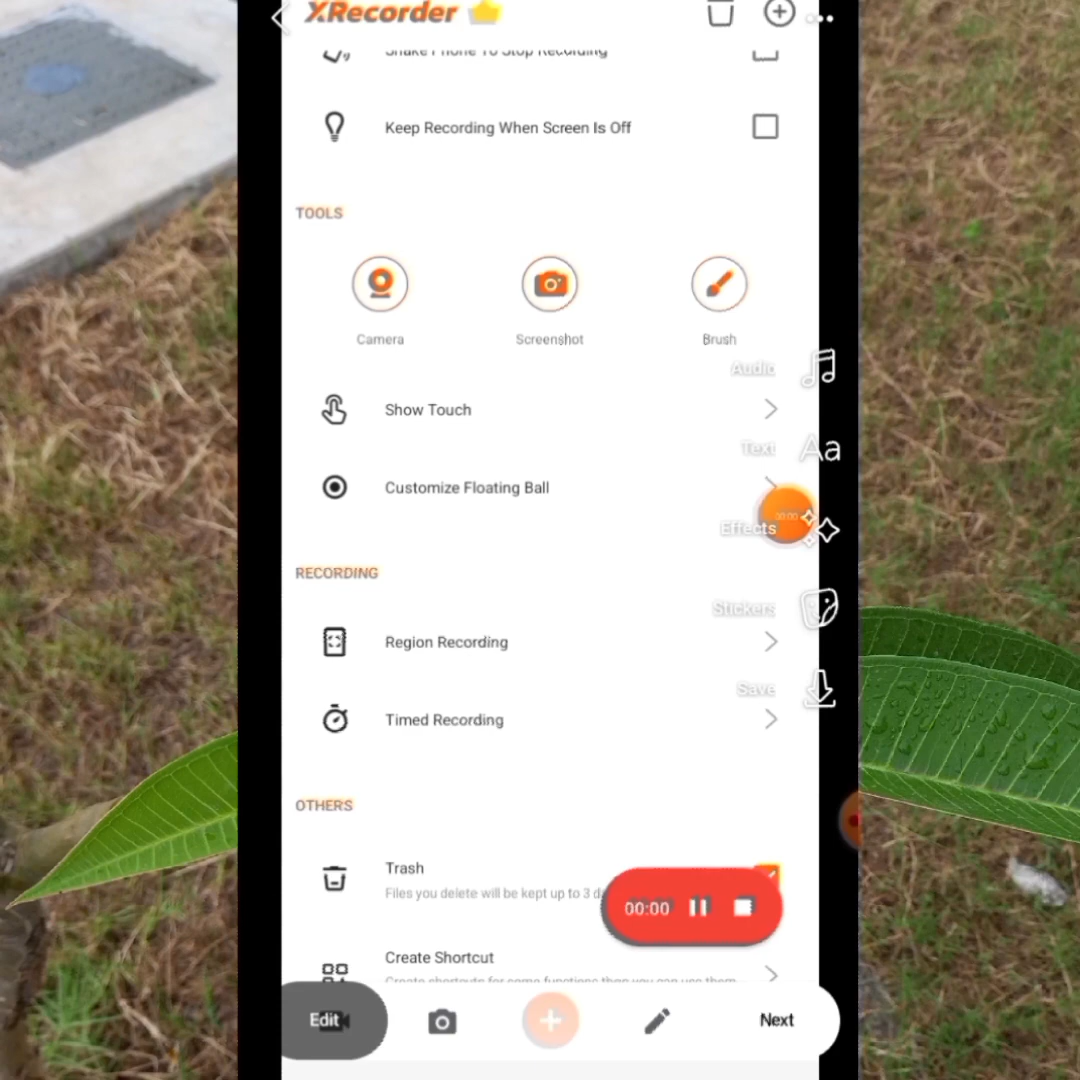 XRecorder
Shake Phone To Stop Recording
Keep Recording When Screen Is Off
TOOLS
Camera
Screenshot
Brush
Audio
Show Touch
Text
Customize Floating Ball
00:00
Effects
RECORDING
Stickers
Region Recording
Save
Timed Recording
OTHERS
Trash
Files you delete will be kept up to 3
00:00
Create Shortcut
Create shortcuts for some functions then you can use them
Edit
Next
Aa